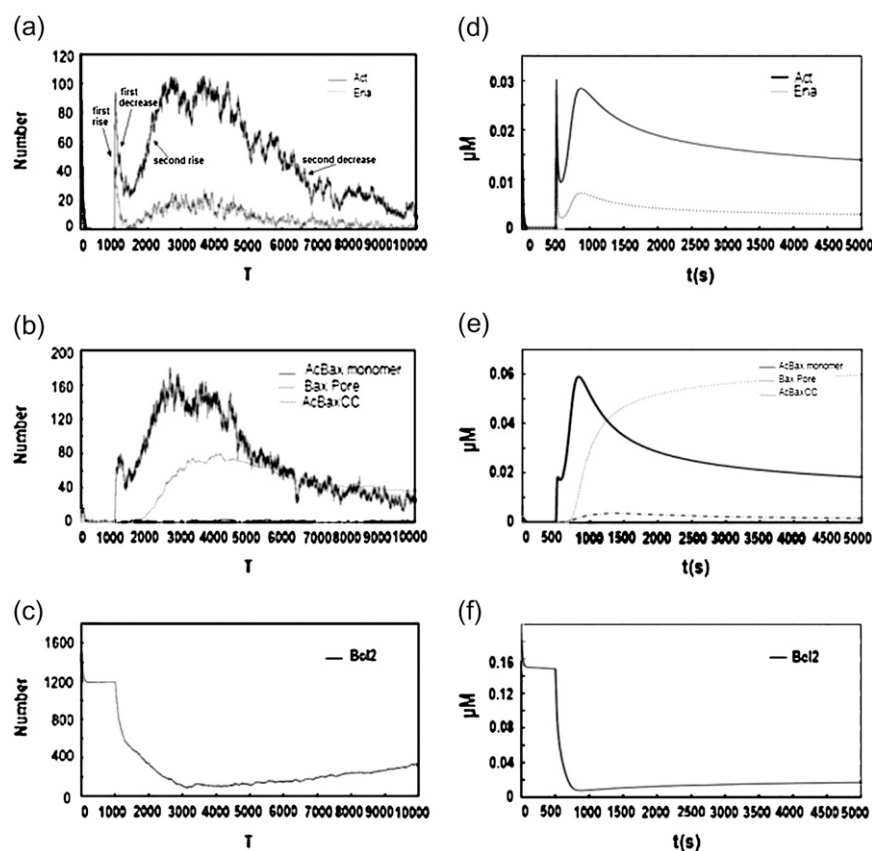 (a)
120
100
80
60
40
20
0
Number
Act
Ena
first rise
first decrease
second rise
second decrease
0 1000 2000 3000 4000 5000 6000 7000 8000 9000 10000
T
(d)
0.03
0.02
0.01
0
µM
Act
Ena
0 500 1000 1500 2000 2500 3000 3500 4000 4500 5000
t(s)
(b)
200
160
120
80
40
0
Number
AcBax monomer
Bax Pore
AcBaxCC
0 1000 2000 3000 4000 5000 6000 7000 8000 9000 10000
T
(e)
0.06
0.04
0.02
0
µM
AcBax monomer
Bax Pore
AcBaxCC
0 500 1000 1500 2000 2500 3000 3500 4000 4500 5000
t(s)
(c)
1600
1200
800
400
0
Number
Bcl2
0 1000 2000 3000 4000 5000 6000 7000 8000 9000 10000
T
(f)
0.16
0.12
0.08
0.04
0
µM
Bcl2
0 500 1000 1500 2000 2500 3000 3500 4000 4500 5000
t(s)